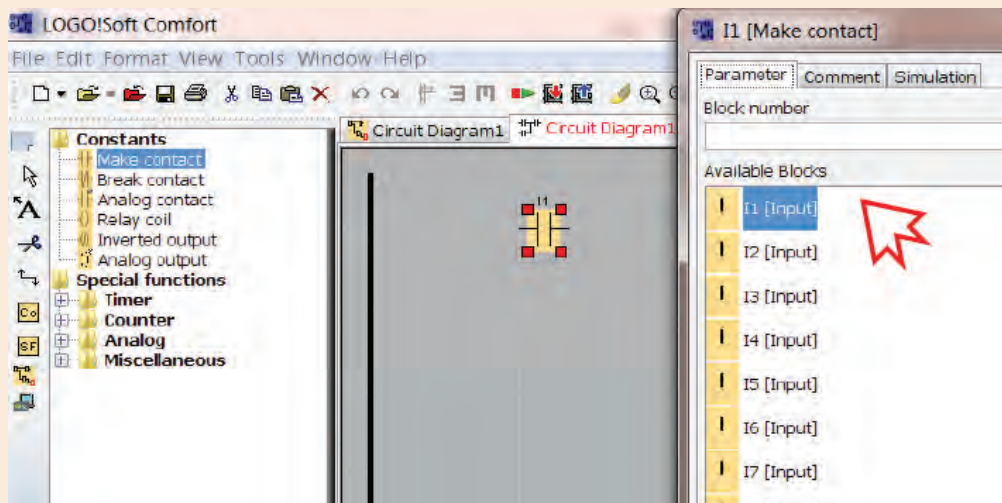 LOGO!Soft Comfort
File Edit Format View Tools Window Help
Circuit Diagram1
Circuit Diagram1
Constants
Make contact
Break contact
Analog contact
Relay coil
Inverted output
Analog output
Special functions
Timer
Counter
Analog
Miscellaneous
A
Co
SF
I1
I1 [Make contact]
Parameter Comment Simulation
Block number
Available Blocks
I I1 [Input]
I I2 [Input]
I I3 [Input]
I I4 [Input]
I I5 [Input]
I I6 [Input]
I I7 [Input]